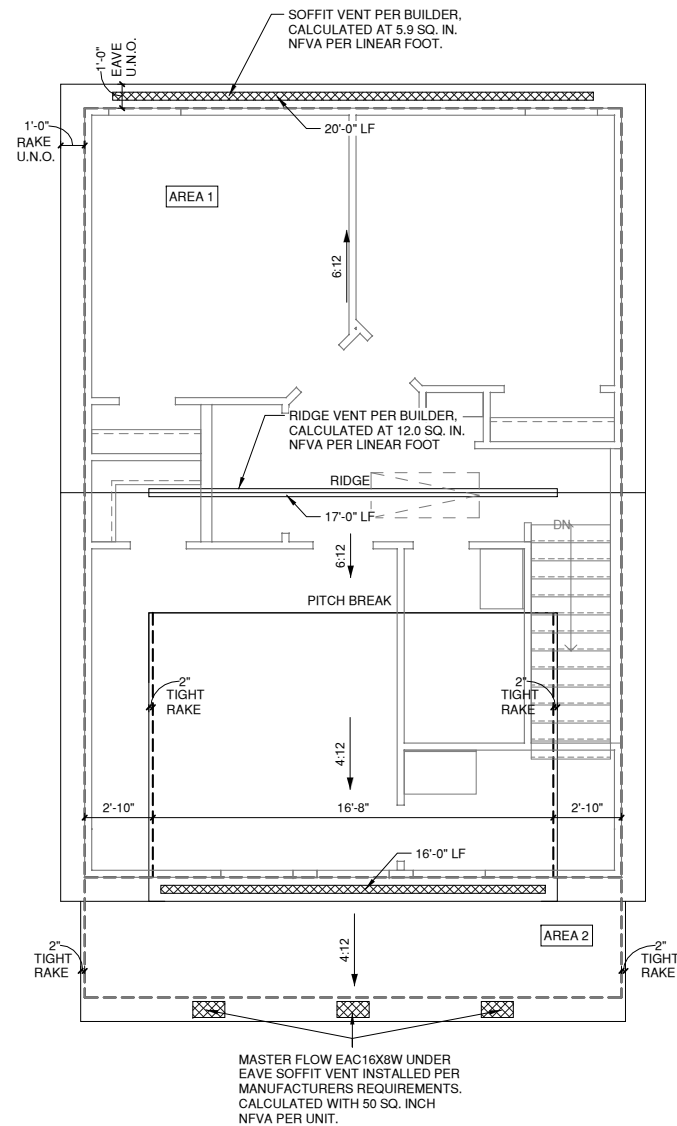 SOFFIT VENT PER BUILDER,
CALCULATED AT 5.9 SQ. IN.
NFVA PER LINEAR FOOT.
1'-0"
EAVE
U.N.O.
20'-0" LF
1'-0"
RAKE
U.N.O.
AREA 1
6:12
RIDGE VENT PER BUILDER,
CALCULATED AT 12.0 SQ. IN.
NFVA PER LINEAR FOOT
RIDGE
17'-0" LF
DN
6:12
PITCH BREAK
2"
TIGHT
RAKE
2"
TIGHT
RAKE
4:12
2'-10"
16'-8"
2'-10"
16'-0" LF
AREA 2
2"
TIGHT
RAKE
4:12
2"
TIGHT
RAKE
MASTER FLOW EAC16X8W UNDER
EAVE SOFFIT VENT INSTALLED PER
MANUFACTURERS REQUIREMENTS.
CALCULATED WITH 50 SQ. INCH
NFVA PER UNIT.